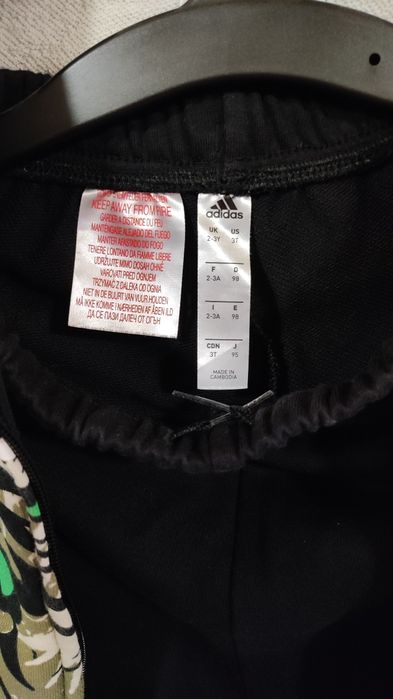 KEEP AWAY FROM FIRE
GARDER A DISTANCE DU FEU
MANTÉNGASE ALEJADO DEL FUEGO
MANTER AFASTADO DO FOGO
TENERE LONTANO DA FIAMME LIBERE
UDRŽUJTE MIMO DOSAH OHNĚ
VAROVATI PRED OGNJEM
TRZYMAĆ Z DALEKA OD OGNIA
NIET IN DE BUURT VAN VUUR HOUDEN
MÅ IKKE KOMME I NÆRHEDEN AF ÅBEN ILD
ДА СЕ ПАЗИ ДАЛЕЧ ОТ ОГЪН
adidas
UK US
2-3Y 3T
F D
2-3A 98
I E
2-3A 98
CDN J
3T 95
MADE IN
CAMBODIA